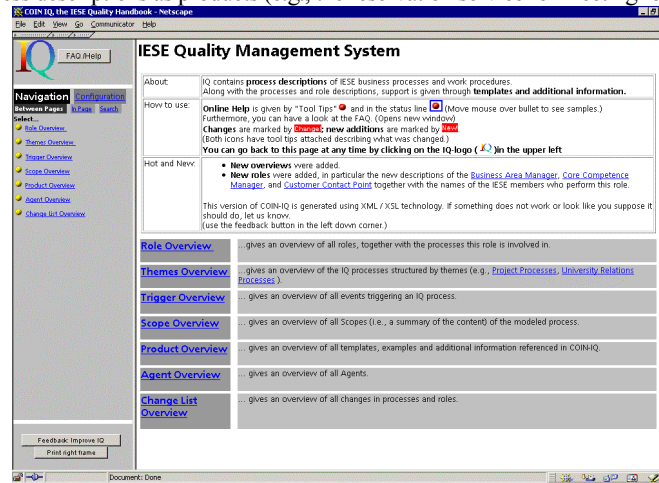 COIN IQ, the IESE Quality Handbook - Netscape
File Edit View Go Communicator Help
IQ FAQ /Help
Navigation Configuration
Between Pages In Page Search
Select...
Role Overview
Themes Overview
Trigger Overview
Scope Overview
Product Overview
Agent Overview
Change List Overview
Feedback: Improve IQ
Print right frame
IESE Quality Management System
About: IQ contains process descriptions of IESE business processes and work procedures.
Along with the processes and role descriptions, support is given through templates and additional information.
How to use: Online Help is given by "Tool Tips" and in the status line (Move mouse over bullet to see samples.)
Furthermore, you can have a look at the FAQ. (Opens new window)
Changes are marked by Changed; new additions are marked by New!
(Both icons have tool tips attached describing what was changed.)
You can go back to this page at any time by clicking on the IQ-logo ( IQ ) in the upper left
Hot and New: • New overviews were added.
• New roles were added, in particular the new descriptions of the Business Area Manager, Core Competence
Manager, and Customer Contact Point together with the names of the IESE members who perform this role.
This version of COIN-IQ is generated using XML / XSL technology. If something does not work or look like you suppose it
should do, let us know.
(use the feedback button in the left down corner.)
Role Overview ...gives an overview of all roles, together with the processes this role is involved in.
Themes Overview ...gives an overview of the IQ processes structured by themes (e.g., Project Processes, University Relations
Processes ).
Trigger Overview ... gives an overview of all events triggering an IQ process.
Scope Overview ... gives an overview of all Scopes (i.e., a summary of the content) of the modeled process.
Product Overview ... gives an overview of all templates, examples and additional information referenced in COIN-IQ.
Agent Overview ... gives an overview of all Agents.
Change List ... gives an overview of all changes in processes and roles.
Overview
Document: Done